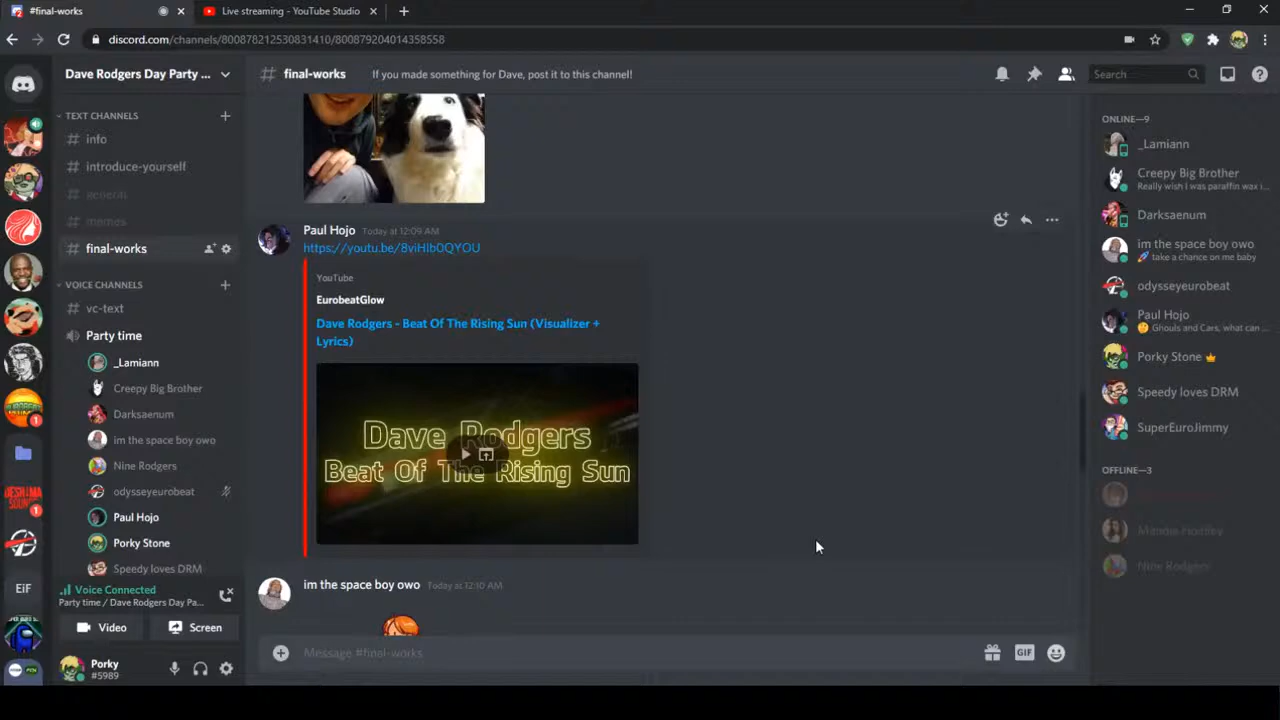 #final-works
Live streaming - YouTube Studio
discord.com/channels/800878212530831410/800879204014358558
Dave Rodgers Day Party ...
TEXT CHANNELS
# info
# introduce-yourself
# general
# memes
# final-works
VOICE CHANNELS
# vc-text
Party time
_Lamiann
Creepy Big Brother
Darksaenum
im the space boy owo
Nine Rodgers
odysseyeurobeat
Paul Hojo
Porky Stone
Speedy loves DRM
Voice Connected
Party time / Dave Rodgers Day Pa...
Video
Screen
Porky
#5989
1
1
EiF
# final-works
If you made something for Dave, post it to this channel!
Search
Paul Hojo Today at 12:09 AM
https://youtu.be/8viHIb0QYOU
YouTube
EurobeatGlow
Dave Rodgers - Beat Of The Rising Sun (Visualizer +
Lyrics)
Dave Rodgers
Beat Of The Rising Sun
im the space boy owo Today at 12:10 AM
Message #final-works
GIF
ONLINE—9
_Lamiann
Creepy Big Brother
Really wish I was paraffin wax i...
Darksaenum
im the space boy owo
🚀 take a chance on me baby
odysseyeurobeat
Paul Hojo
🤔 Ghouls and Cars, what can ...
Porky Stone
Speedy loves DRM
SuperEuroJimmy
OFFLINE—3
Nine Rodgers